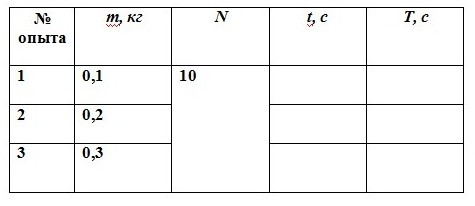 № опыта m, кг N t, с T, с
1 0,1 10
2 0,2
3 0,3